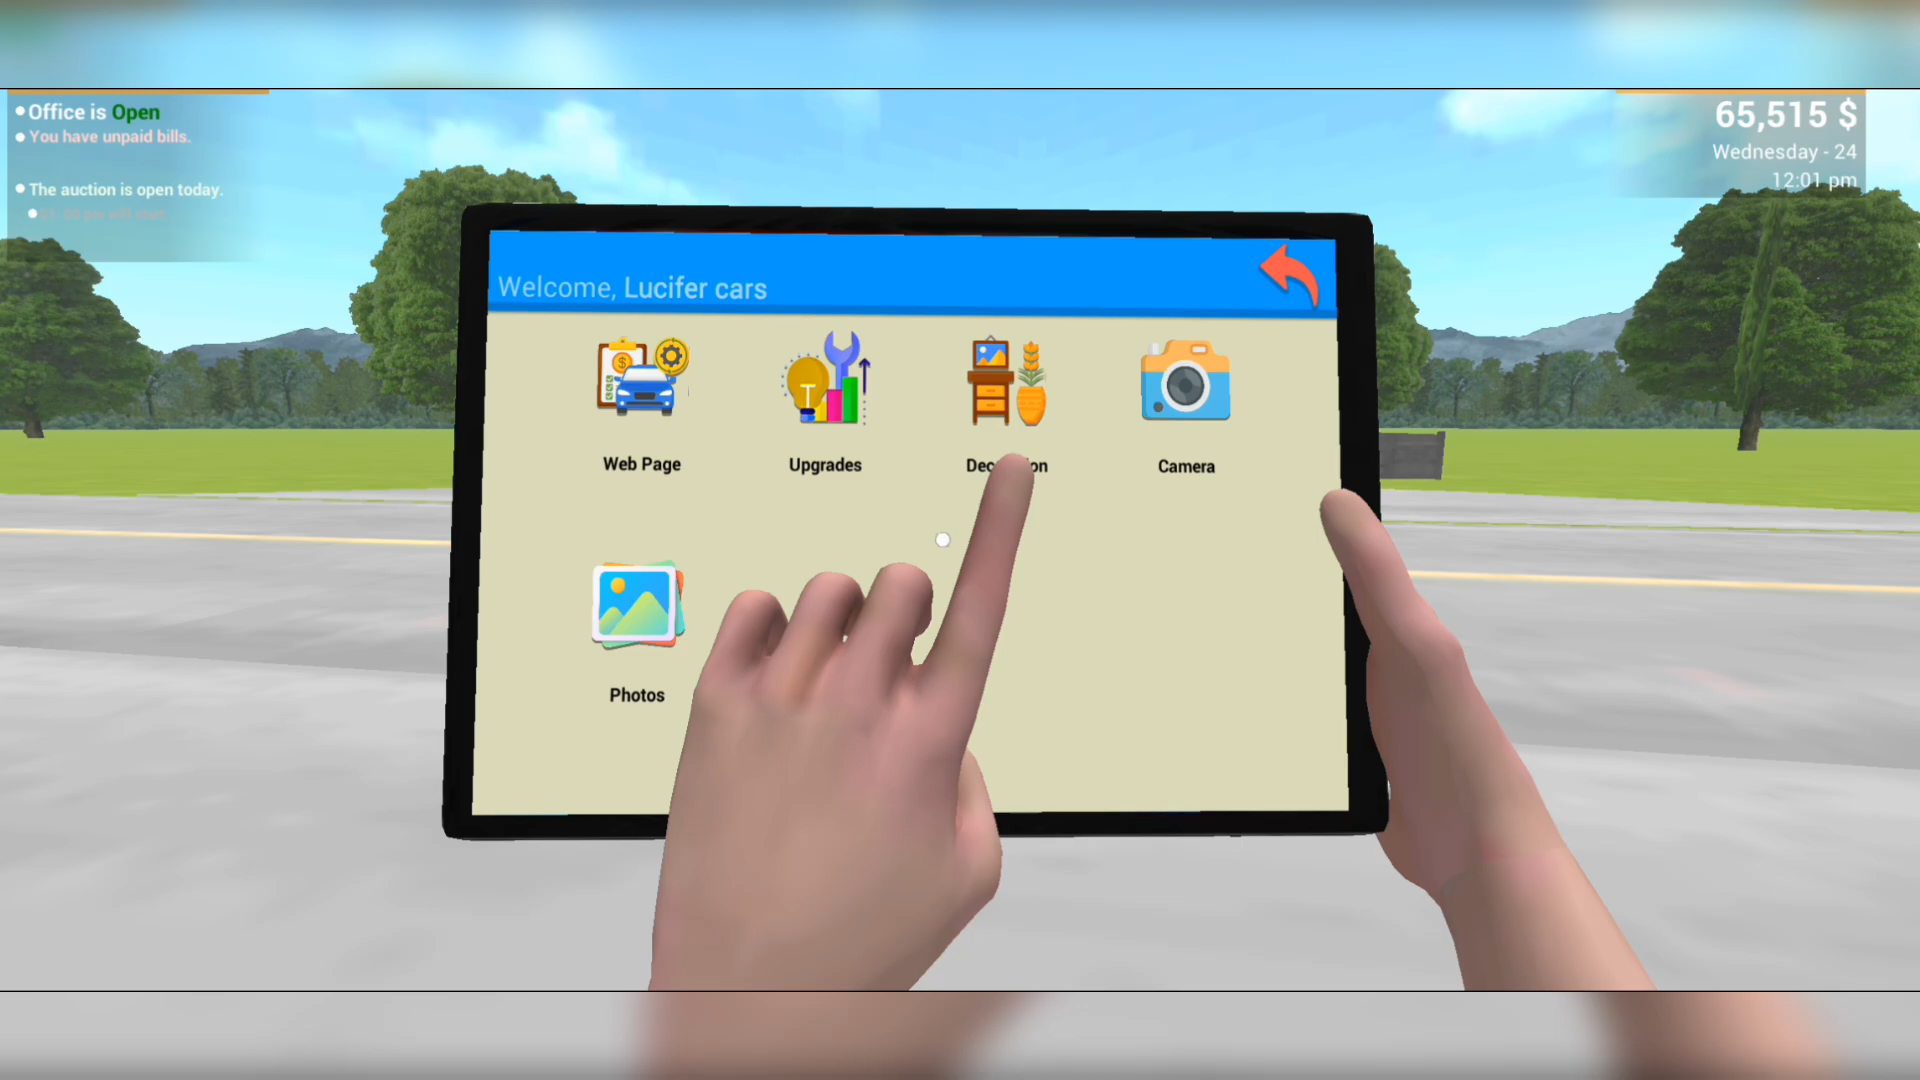 Office is Open
You have unpaid bills.
The auction is open today.
65,515 $
Wednesday - 24
12:01 pm
Welcome, Lucifer cars
Web Page
Upgrades
Camera
Photos